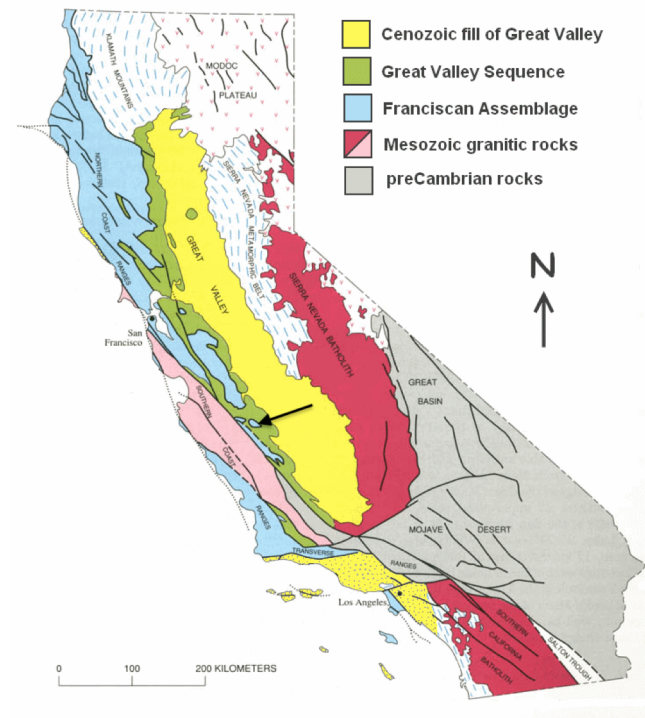 Cenozoic fill of Great Valley
Great Valley Sequence
Franciscan Assemblage
Mesozoic granitic rocks
preCambrian rocks
N
KLAMATH MOUNTAINS
MODOC
PLATEAU
NORTHERN
COAST
RANGES
GREAT
VALLEY
SIERRA NEVADA METAMORPHIC BELT
SIERRA NEVADA BATHOLITH
San
Francisco
GREAT
BASIN
SOUTHERN
COAST
RANGES
MOJAVE DESERT
TRANSVERSE
RANGES
Los Angeles
SOUTHERN
CALIFORNIA
BATHOLITH
SALTON TROUGH
0 100 200 KILOMETERS